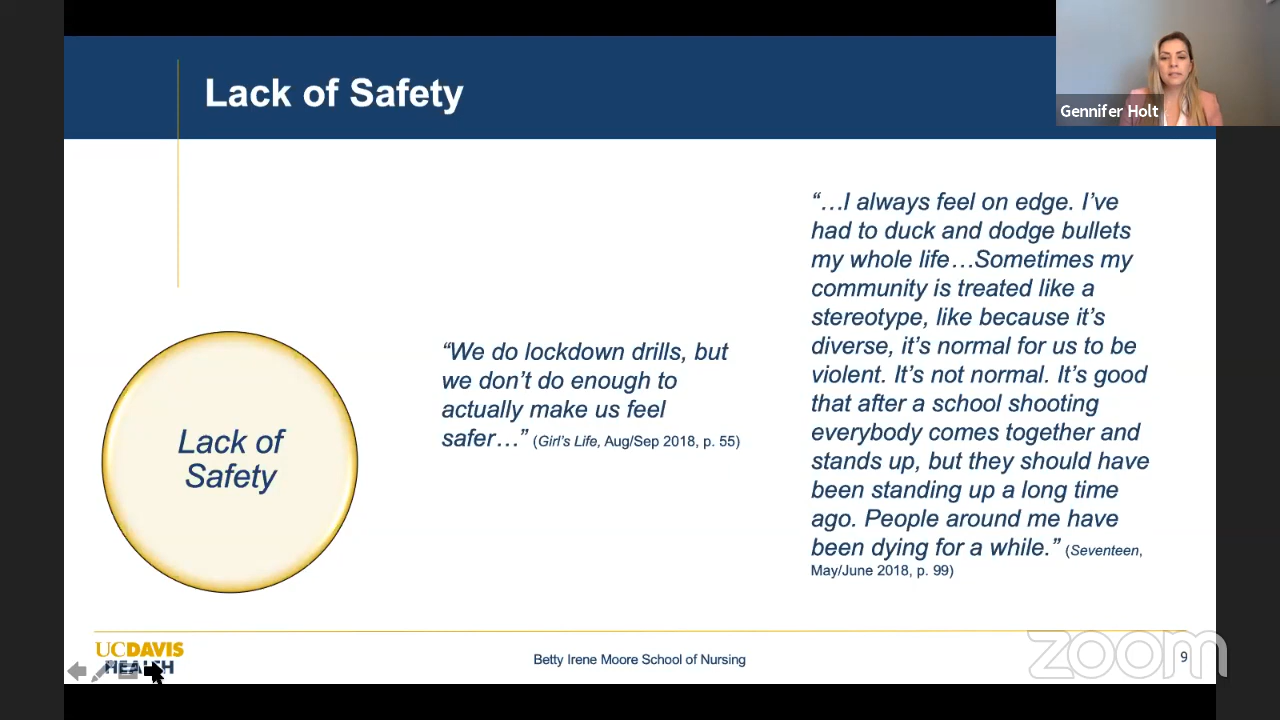 Lack of Safety
Gennifer Holt
“…I always feel on edge. I’ve
had to duck and dodge bullets
my whole life…Sometimes my
community is treated like a
stereotype, like because it’s
diverse, it’s normal for us to be
violent. It’s not normal. It’s good
that after a school shooting
everybody comes together and
stands up, but they should have
been standing up a long time
ago. People around me have
been dying for a while.” (Seventeen,
May/June 2018, p. 99)
“We do lockdown drills, but
we don’t do enough to
actually make us feel
safer…” (Girl’s Life, Aug/Sep 2018, p. 55)
Lack of
Safety
UCDAVIS
HEALTH
Betty Irene Moore School of Nursing
zoom
9